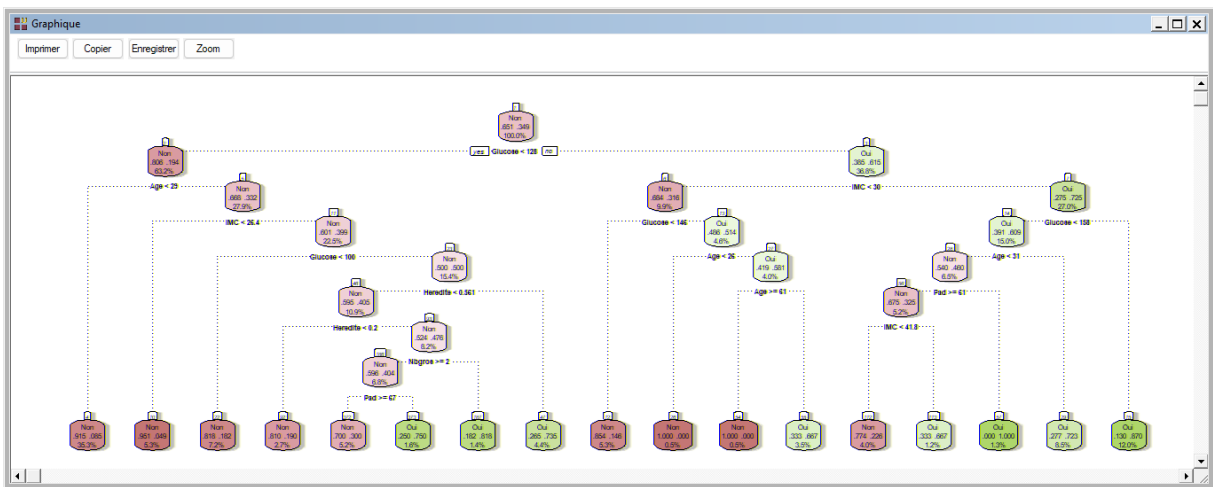 Graphique
Imprimer Copier Enregistrer Zoom
Non
.651 .349
100.0%
yes Glucose < 128 no
Non
.806 .194
63.2%
Oui
.385 .615
36.8%
Age < 29
IMC < 30
Non
.668 .332
27.9%
Non
.684 .316
9.9%
Oui
.275 .725
27.0%
IMC < 26.4
Glucose < 146
Glucose < 158
Non
.601 .399
22.5%
Oui
.486 .514
4.6%
Oui
.391 .609
15.0%
Glucose < 100
Age < 26
Age < 31
Non
.500 .500
15.4%
Oui
.419 .581
4.0%
Non
.540 .460
6.5%
Heredite < 0.561
Age >= 61
Pad >= 61
Non
.595 .405
10.9%
Non
.675 .325
5.2%
Heredite < 0.2
IMC < 41.8
Non
.524 .476
8.2%
Nbgros >= 2
Non
.596 .404
6.8%
Pad >= 67
Non
.915 .085
35.3%
Non
.951 .049
5.3%
Non
.818 .182
7.2%
Non
.810 .190
2.7%
Non
.700 .300
5.2%
Oui
.250 .750
1.6%
Oui
.182 .818
1.4%
Oui
.265 .735
4.4%
Non
.854 .146
5.3%
Non
1.000 .000
0.5%
Non
1.000 .000
0.5%
Oui
.333 .667
3.5%
Non
.774 .226
4.0%
Oui
.333 .667
1.2%
Oui
.000 1.000
1.3%
Oui
.277 .723
8.5%
Oui
.130 .870
12.0%